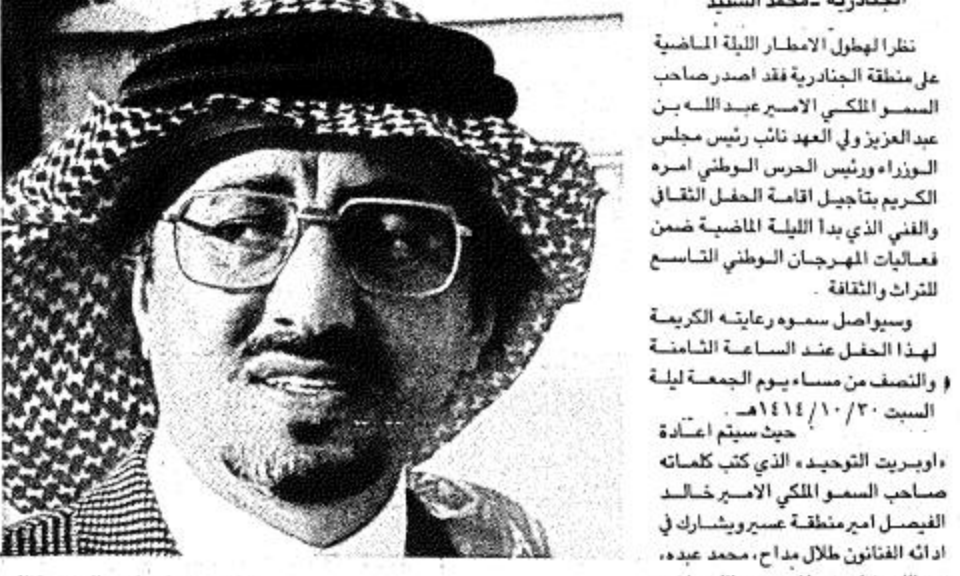 الجنادرية - محمد السنيد
نظرا لهطول الامطار الليلة الماضية
على منطقة الجنادرية فقد اصدر صاحب
السمو الملكي الامير عبد الله بن
عبدالعزيز ولي العهد نائب رئيس مجلس
الوزراء ورئيس الحرس الوطني امره
الكريم بتأجيل اقامة الحفل الثقافي
والفني الذي بدأ الليلة الماضية ضمن
فعاليات المهرجان الوطني التاسع
للتراث والثقافة .
وسيواصل سموه رعايته الكريمة
لهذا الحفل عند الساعة الثامنة
والنصف من مساء يوم الجمعة ليلة
السبت ٣٠/١٠/١٤١٤هـ .
حيث سيتم اعادة
«اوبريت التوحيد» الذي كتب كلماته
صاحب السمو الملكي الامير خالد
الفيصل امير منطقة عسير ويشارك في
ادائه الفنانون طلال مداح، محمد عبده،